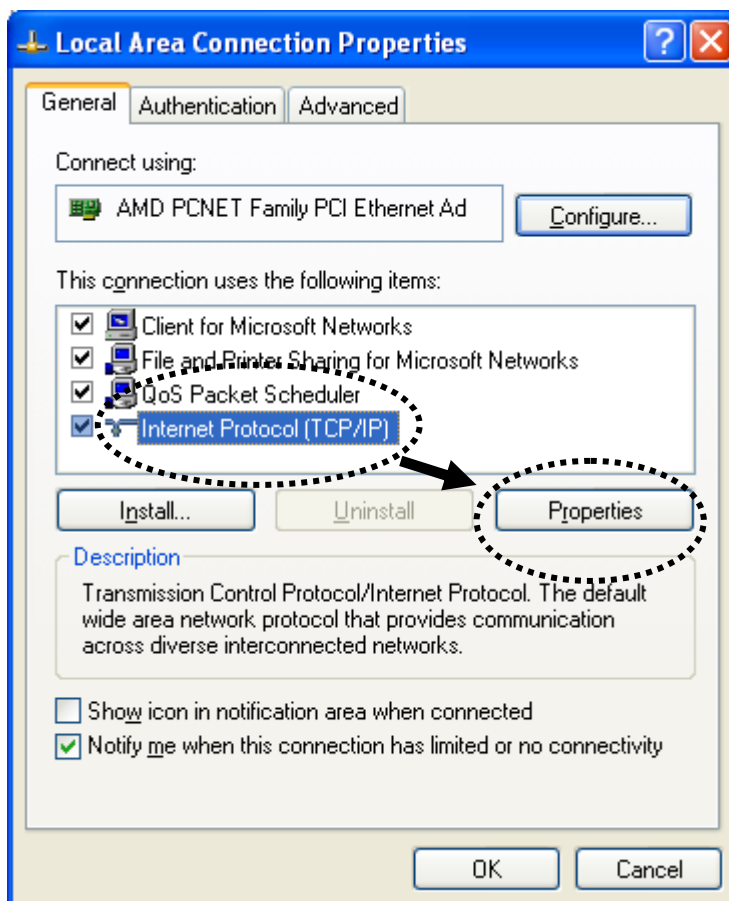 Local Area Connection Properties
?
General Authentication Advanced
Connect using:
AMD PCNET Family PCI Ethernet Ad
Configure...
This connection uses the following items:
Client for Microsoft Networks
File and Printer Sharing for Microsoft Networks
QoS Packet Scheduler
Internet Protocol (TCP/IP)
Install... Uninstall Properties
Description
Transmission Control Protocol/Internet Protocol. The default
wide area network protocol that provides communication
across diverse interconnected networks.
Show icon in notification area when connected
Notify me when this connection has limited or no connectivity
OK Cancel